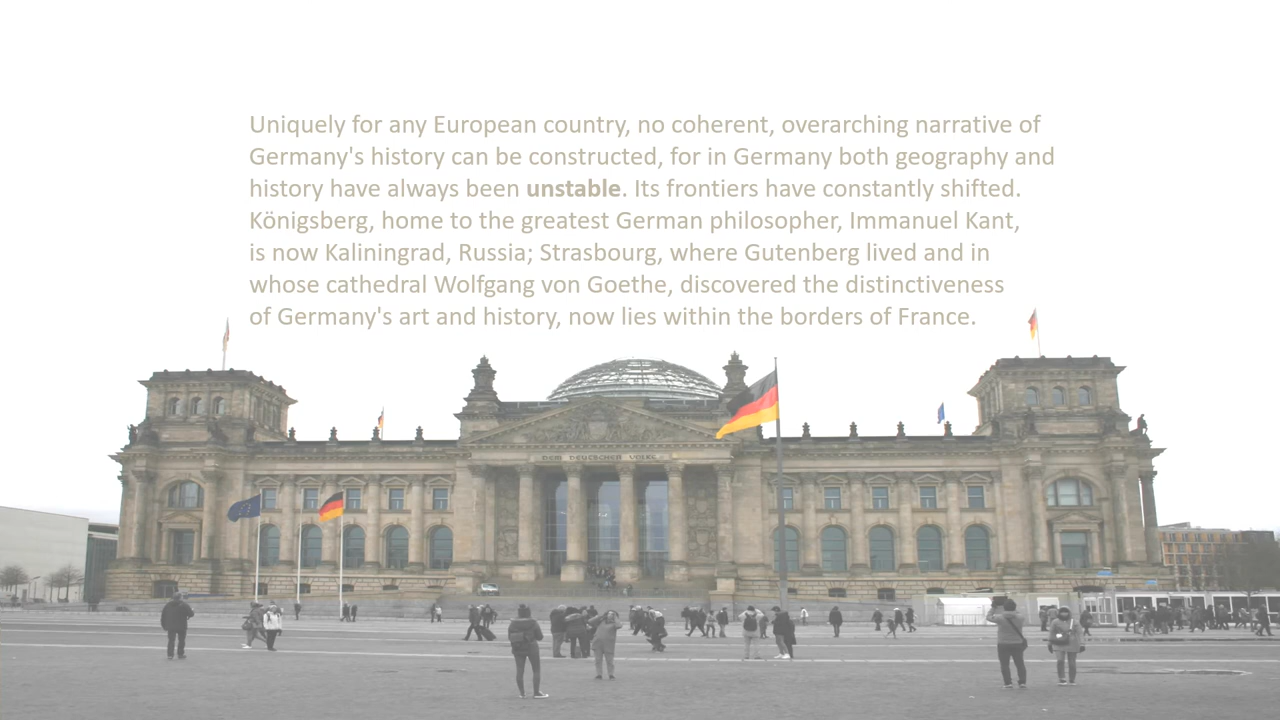 Uniquely for any European country, no coherent, overarching narrative of
Germany's history can be constructed, for in Germany both geography and
history have always been unstable. Its frontiers have constantly shifted.
Königsberg, home to the greatest German philosopher, Immanuel Kant,
is now Kaliningrad, Russia; Strasbourg, where Gutenberg lived and in
whose cathedral Wolfgang von Goethe, discovered the distinctiveness
of Germany's art and history, now lies within the borders of France.
DEM DEUTSCHEN VOLKE